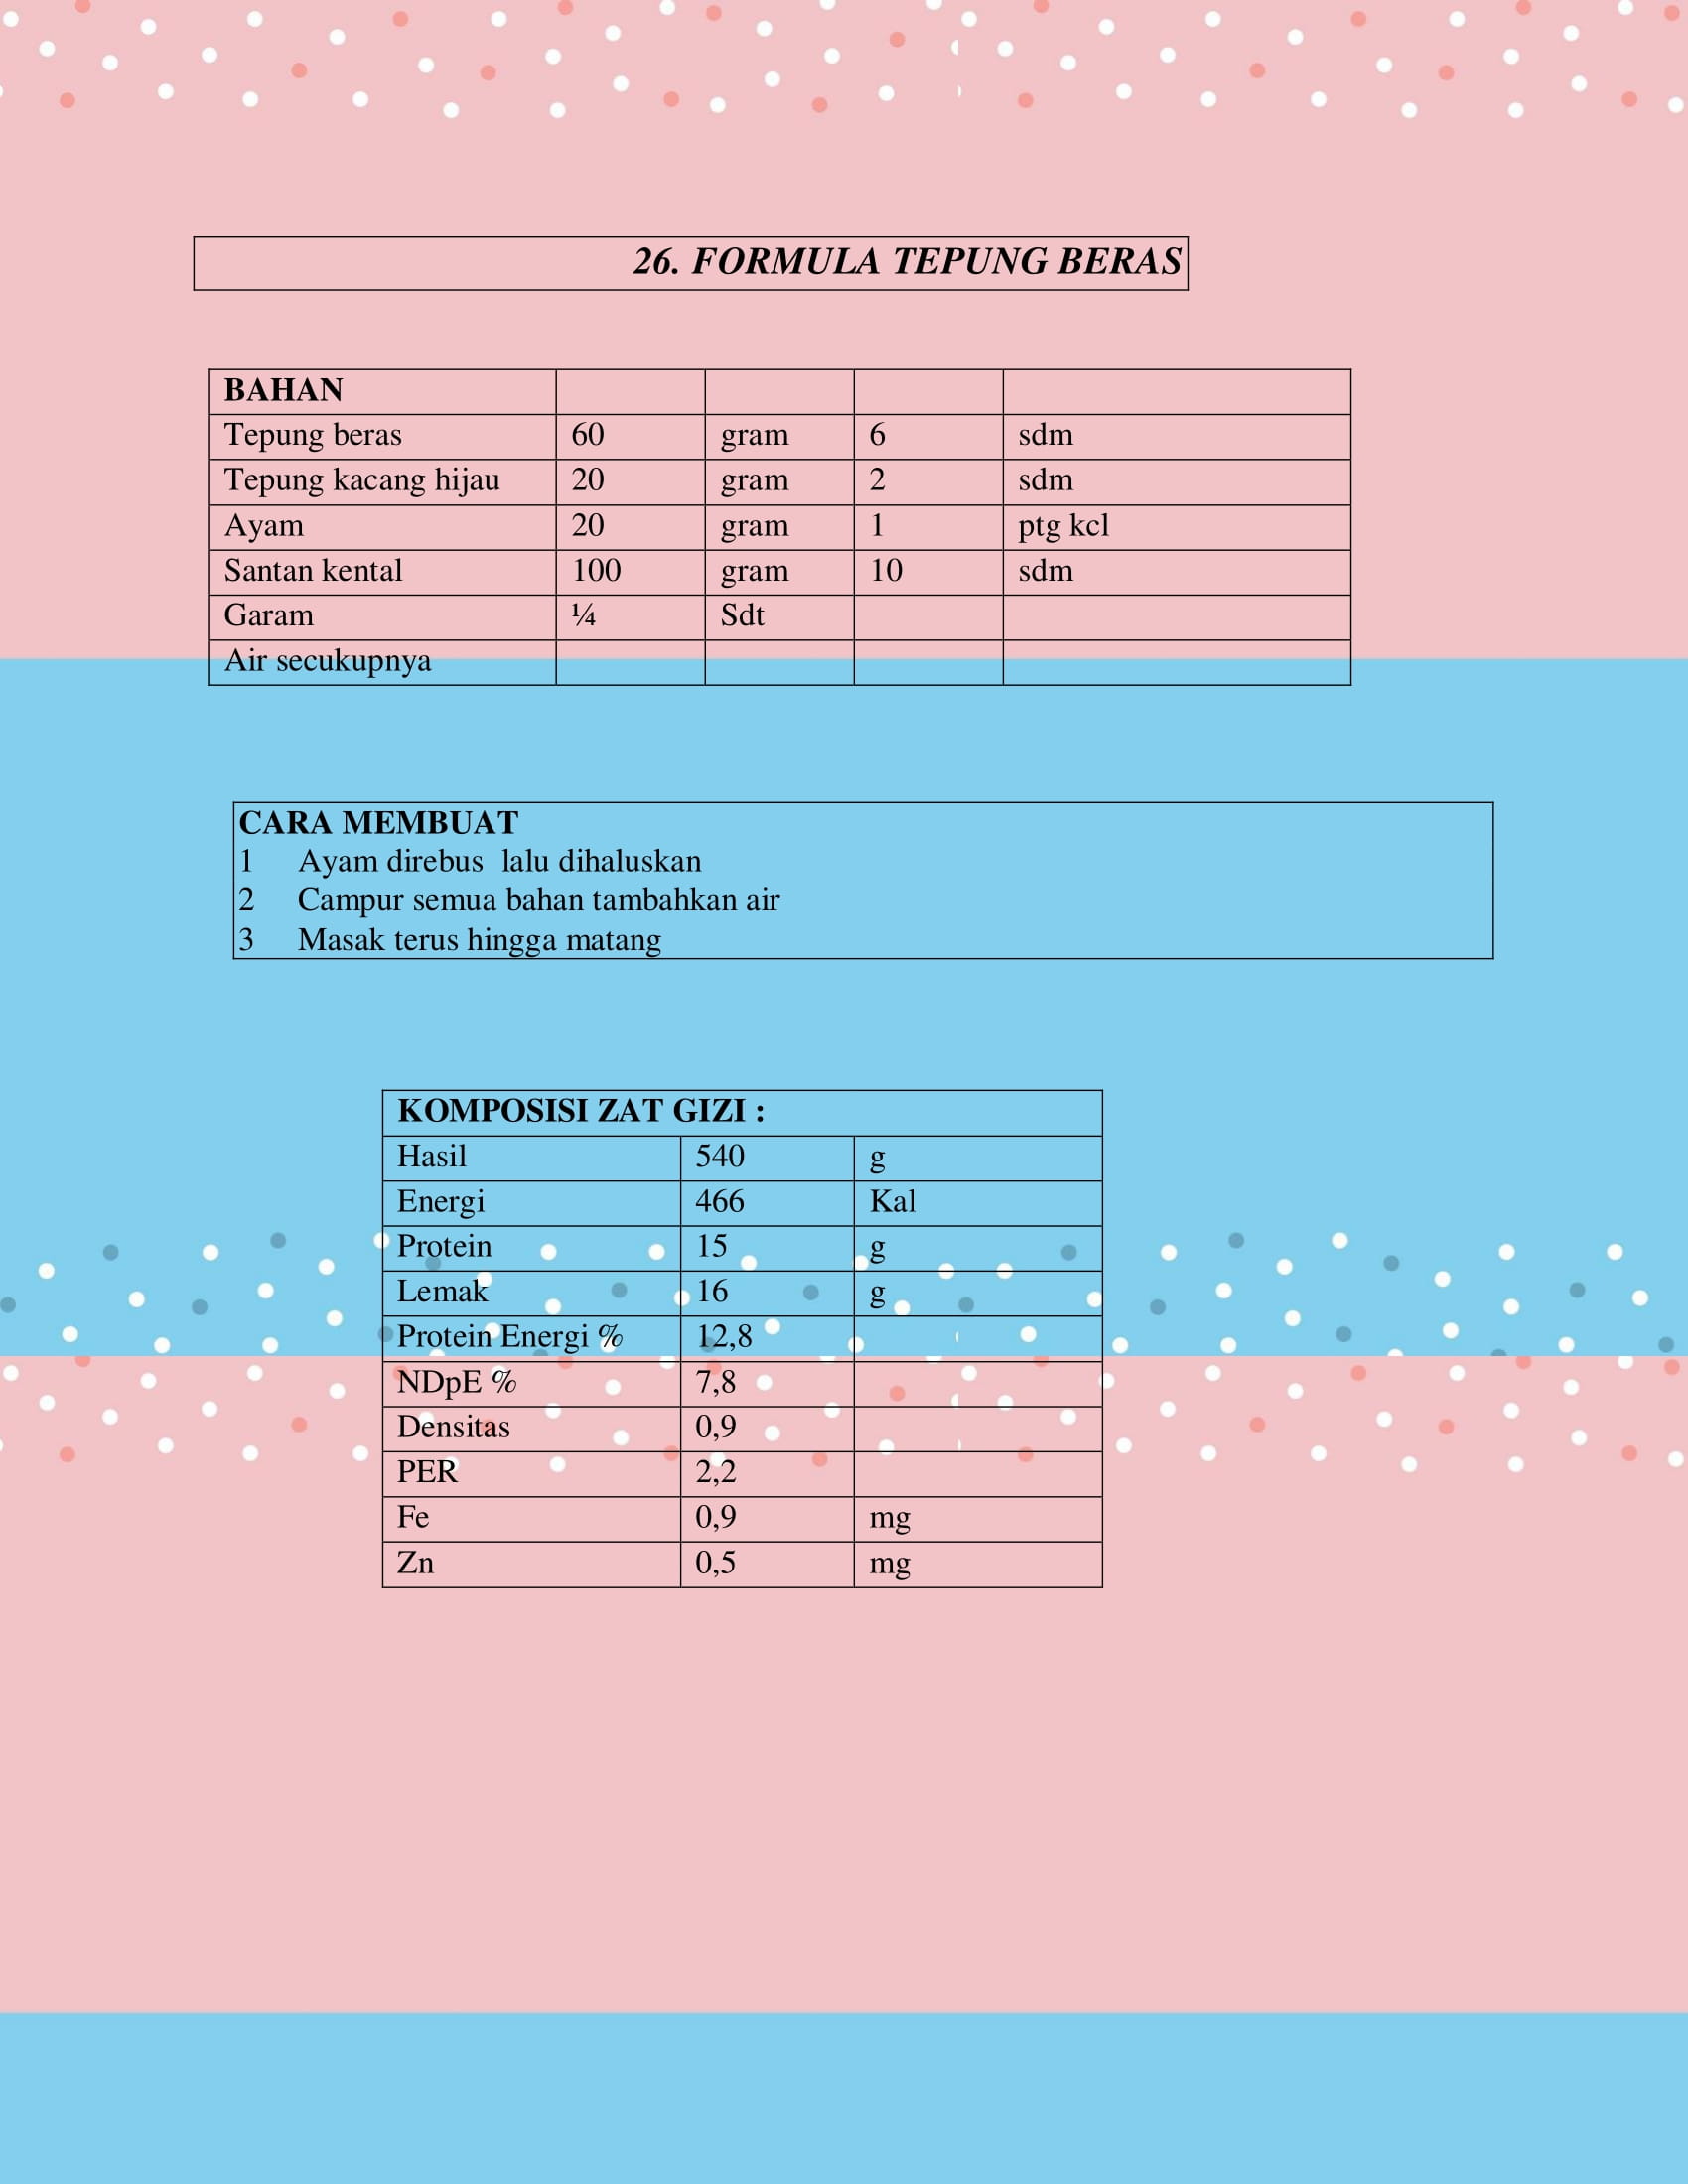 26. FORMULA TEPUNG BERAS
BAHAN
Tepung beras 60 gram 6 sdm
Tepung kacang hijau 20 gram 2 sdm
Ayam 20 gram 1 ptg kcl
Santan kental 100 gram 10 sdm
Garam ¼ Sdt
Air secukupnya
CARA MEMBUAT
1 Ayam direbus lalu dihaluskan
2 Campur semua bahan tambahkan air
3 Masak terus hingga matang
KOMPOSISI ZAT GIZI :
Hasil 540 g
Energi 466 Kal
Protein 15 g
Lemak 16 g
Protein Energi % 12,8
NDpE % 7,8
Densitas 0,9
PER 2,2
Fe 0,9 mg
Zn 0,5 mg